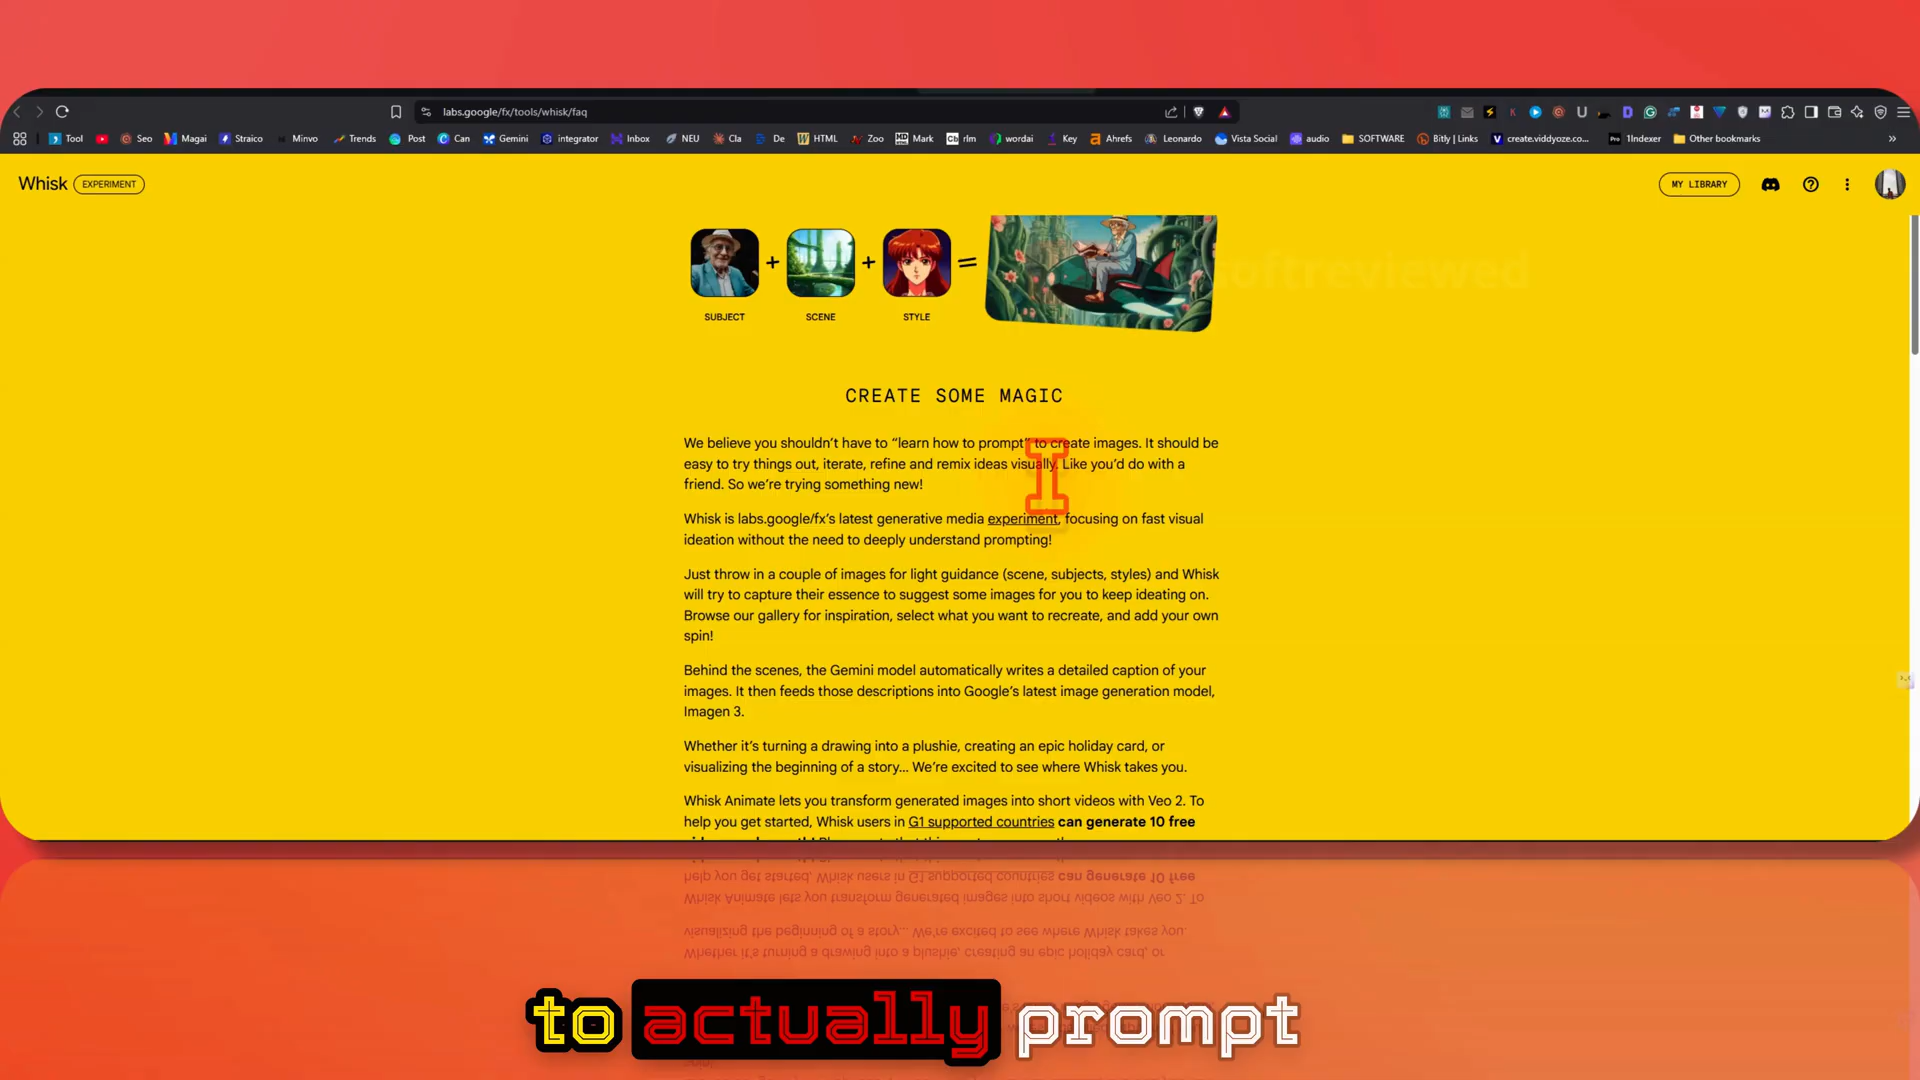 labs.google/fx/tools/whisk/faq
Tool Seo Magai Straico Minvo Trends Post Can Gemini integrator Inbox NEU Cla De HTML Zoo Mark rlm wordai Key Ahrefs Leonardo Vista Social audio SOFTWARE Bitly | Links create.viddyoze.co... 1Indexer Other bookmarks
Whisk EXPERIMENT MY LIBRARY
softreviewed
SUBJECT + SCENE + STYLE =
CREATE SOME MAGIC
We believe you shouldn't have to “learn how to prompt” to create images. It should be
easy to try things out, iterate, refine and remix ideas visually. Like you'd do with a
friend. So we're trying something new!
Whisk is labs.google/fx's latest generative media experiment, focusing on fast visual
ideation without the need to deeply understand prompting!
Just throw in a couple of images for light guidance (scene, subjects, styles) and Whisk
will try to capture their essence to suggest some images for you to keep ideating on.
Browse our gallery for inspiration, select what you want to recreate, and add your own
spin!
Behind the scenes, the Gemini model automatically writes a detailed caption of your
images. It then feeds those descriptions into Google's latest image generation model,
Imagen 3.
Whether it's turning a drawing into a plushie, creating an epic holiday card, or
visualizing the beginning of a story... We're excited to see where Whisk takes you.
Whisk Animate lets you transform generated images into short videos with Veo 2. To
help you get started, Whisk users in G1 supported countries can generate 10 free
to actually prompt